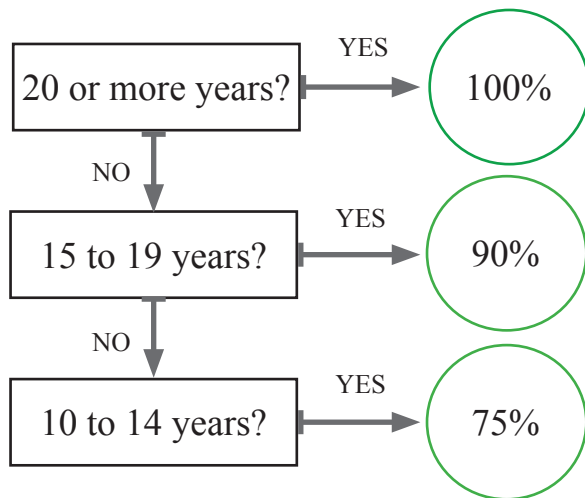 20 or more years?
YES
100%
NO
15 to 19 years?
YES
90%
NO
10 to 14 years?
YES
75%